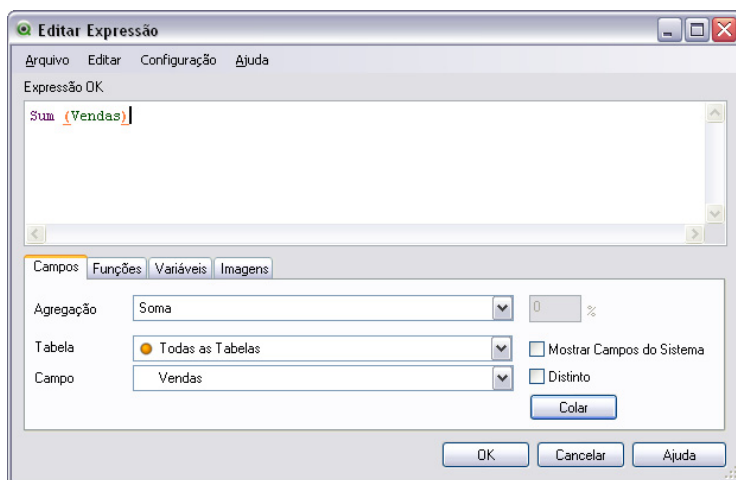 Editar Expressão
Arquivo Editar Configuração Ajuda
Expressão OK
Sum (Vendas)
Campos Funções Variáveis Imagens
Agregação Soma 0 %
Tabela Todas as Tabelas Mostrar Campos do Sistema
Campo Vendas Distinto
Colar
OK Cancelar Ajuda